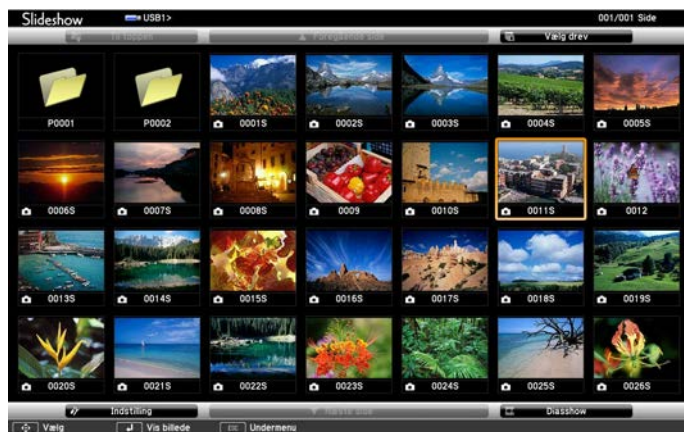 Slideshow USB1> 001/001 Side
Til toppen ▲ Foregående side Vælg drev
P0001 P0002 0001S 0002S 0003S 0004S 0005S
0006S 0007S 0008S 0009 0010S 0011S 0012
0013S 0014S 0015S 0016S 0017S 0018S 0019S
0020S 0021S 0022S 0023S 0024S 0025S 0026S
Indstilling ▼ Næste side Diasshow
Vælg Vis billede Esc Undermenu